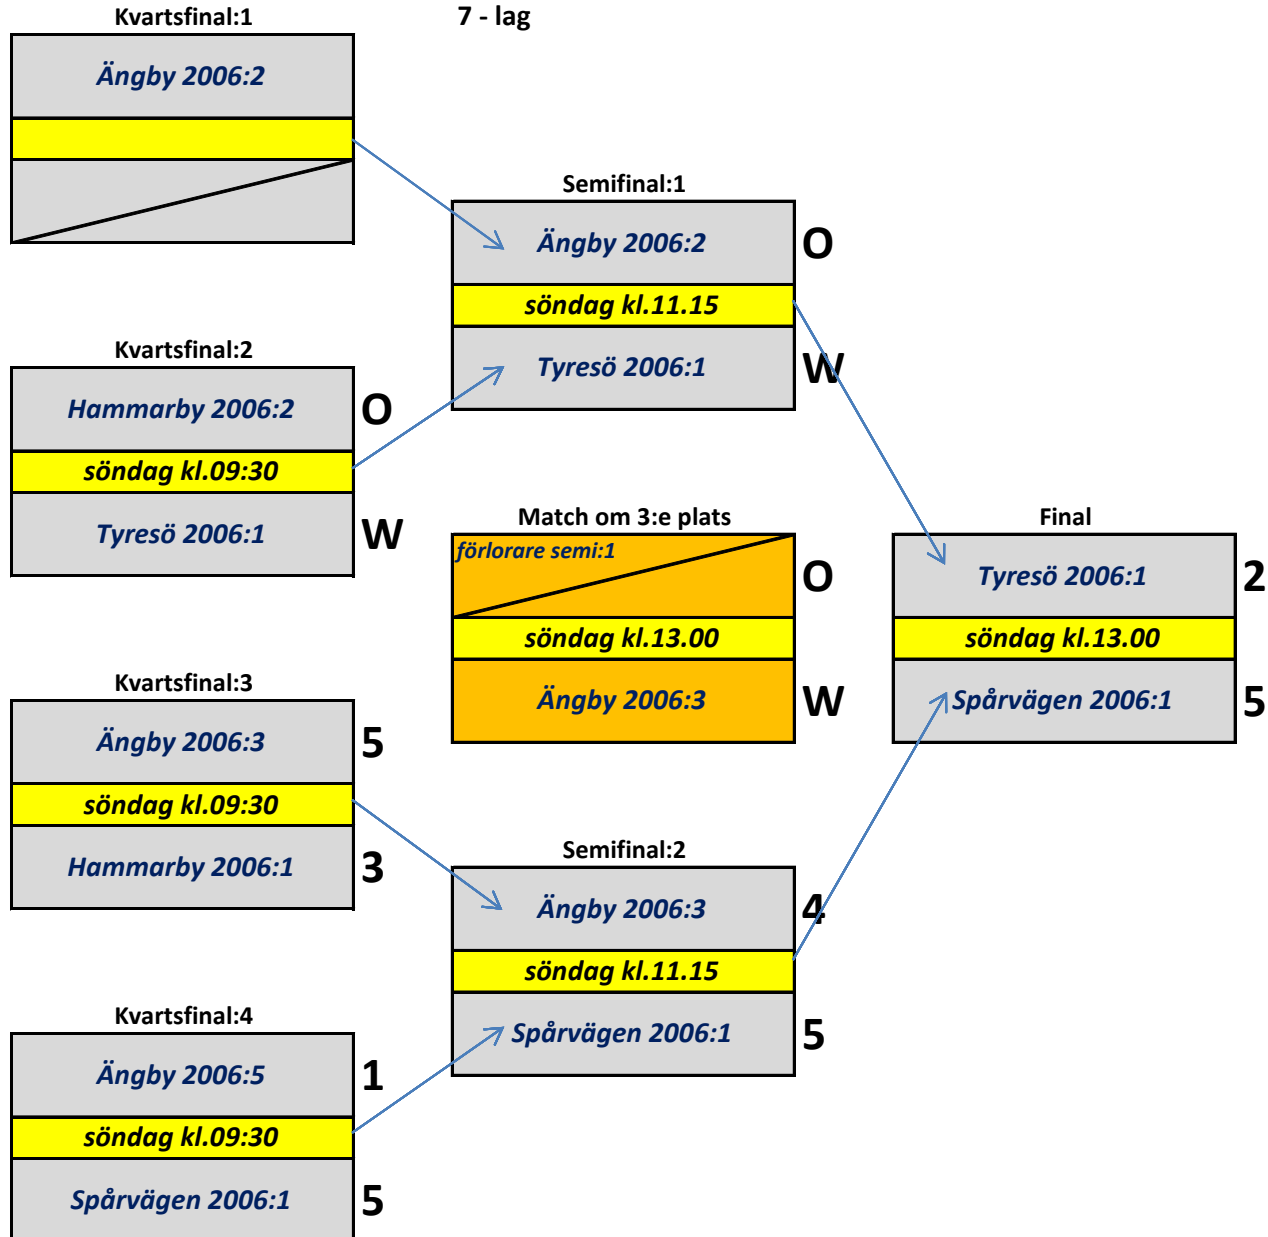 Kvartsfinal:1
7 - lag
Ängby 2006:2
Semifinal:1
Ängby 2006:2
O
söndag kl.11.15
Tyresö 2006:1
W
Kvartsfinal:2
Hammarby 2006:2
O
söndag kl.09:30
Tyresö 2006:1
W
Match om 3:e plats
förlorare semi:1
O
söndag kl.13.00
Ängby 2006:3
W
Final
Tyresö 2006:1
2
söndag kl.13.00
Spårvägen 2006:1
5
Kvartsfinal:3
Ängby 2006:3
5
söndag kl.09:30
Hammarby 2006:1
3
Semifinal:2
Ängby 2006:3
4
söndag kl.11.15
Spårvägen 2006:1
5
Kvartsfinal:4
Ängby 2006:5
1
söndag kl.09:30
Spårvägen 2006:1
5